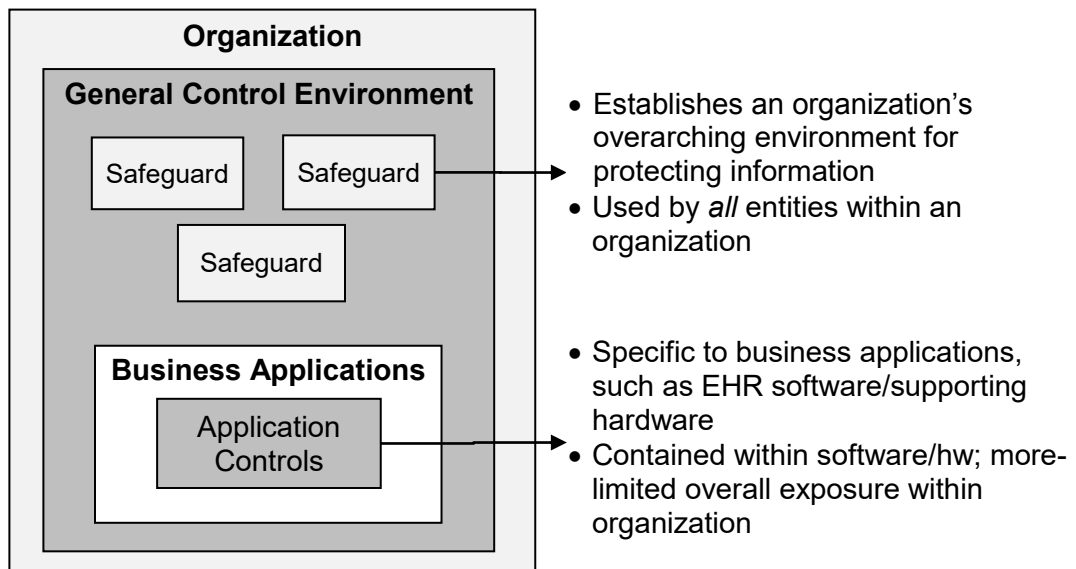 Organization
General Control Environment
Safeguard
Safeguard
Safeguard
• Establishes an organization’s
overarching environment for
protecting information
• Used by all entities within an
organization
Business Applications
Application
Controls
• Specific to business applications,
such as EHR software/supporting
hardware
• Contained within software/hw; more-
limited overall exposure within
organization